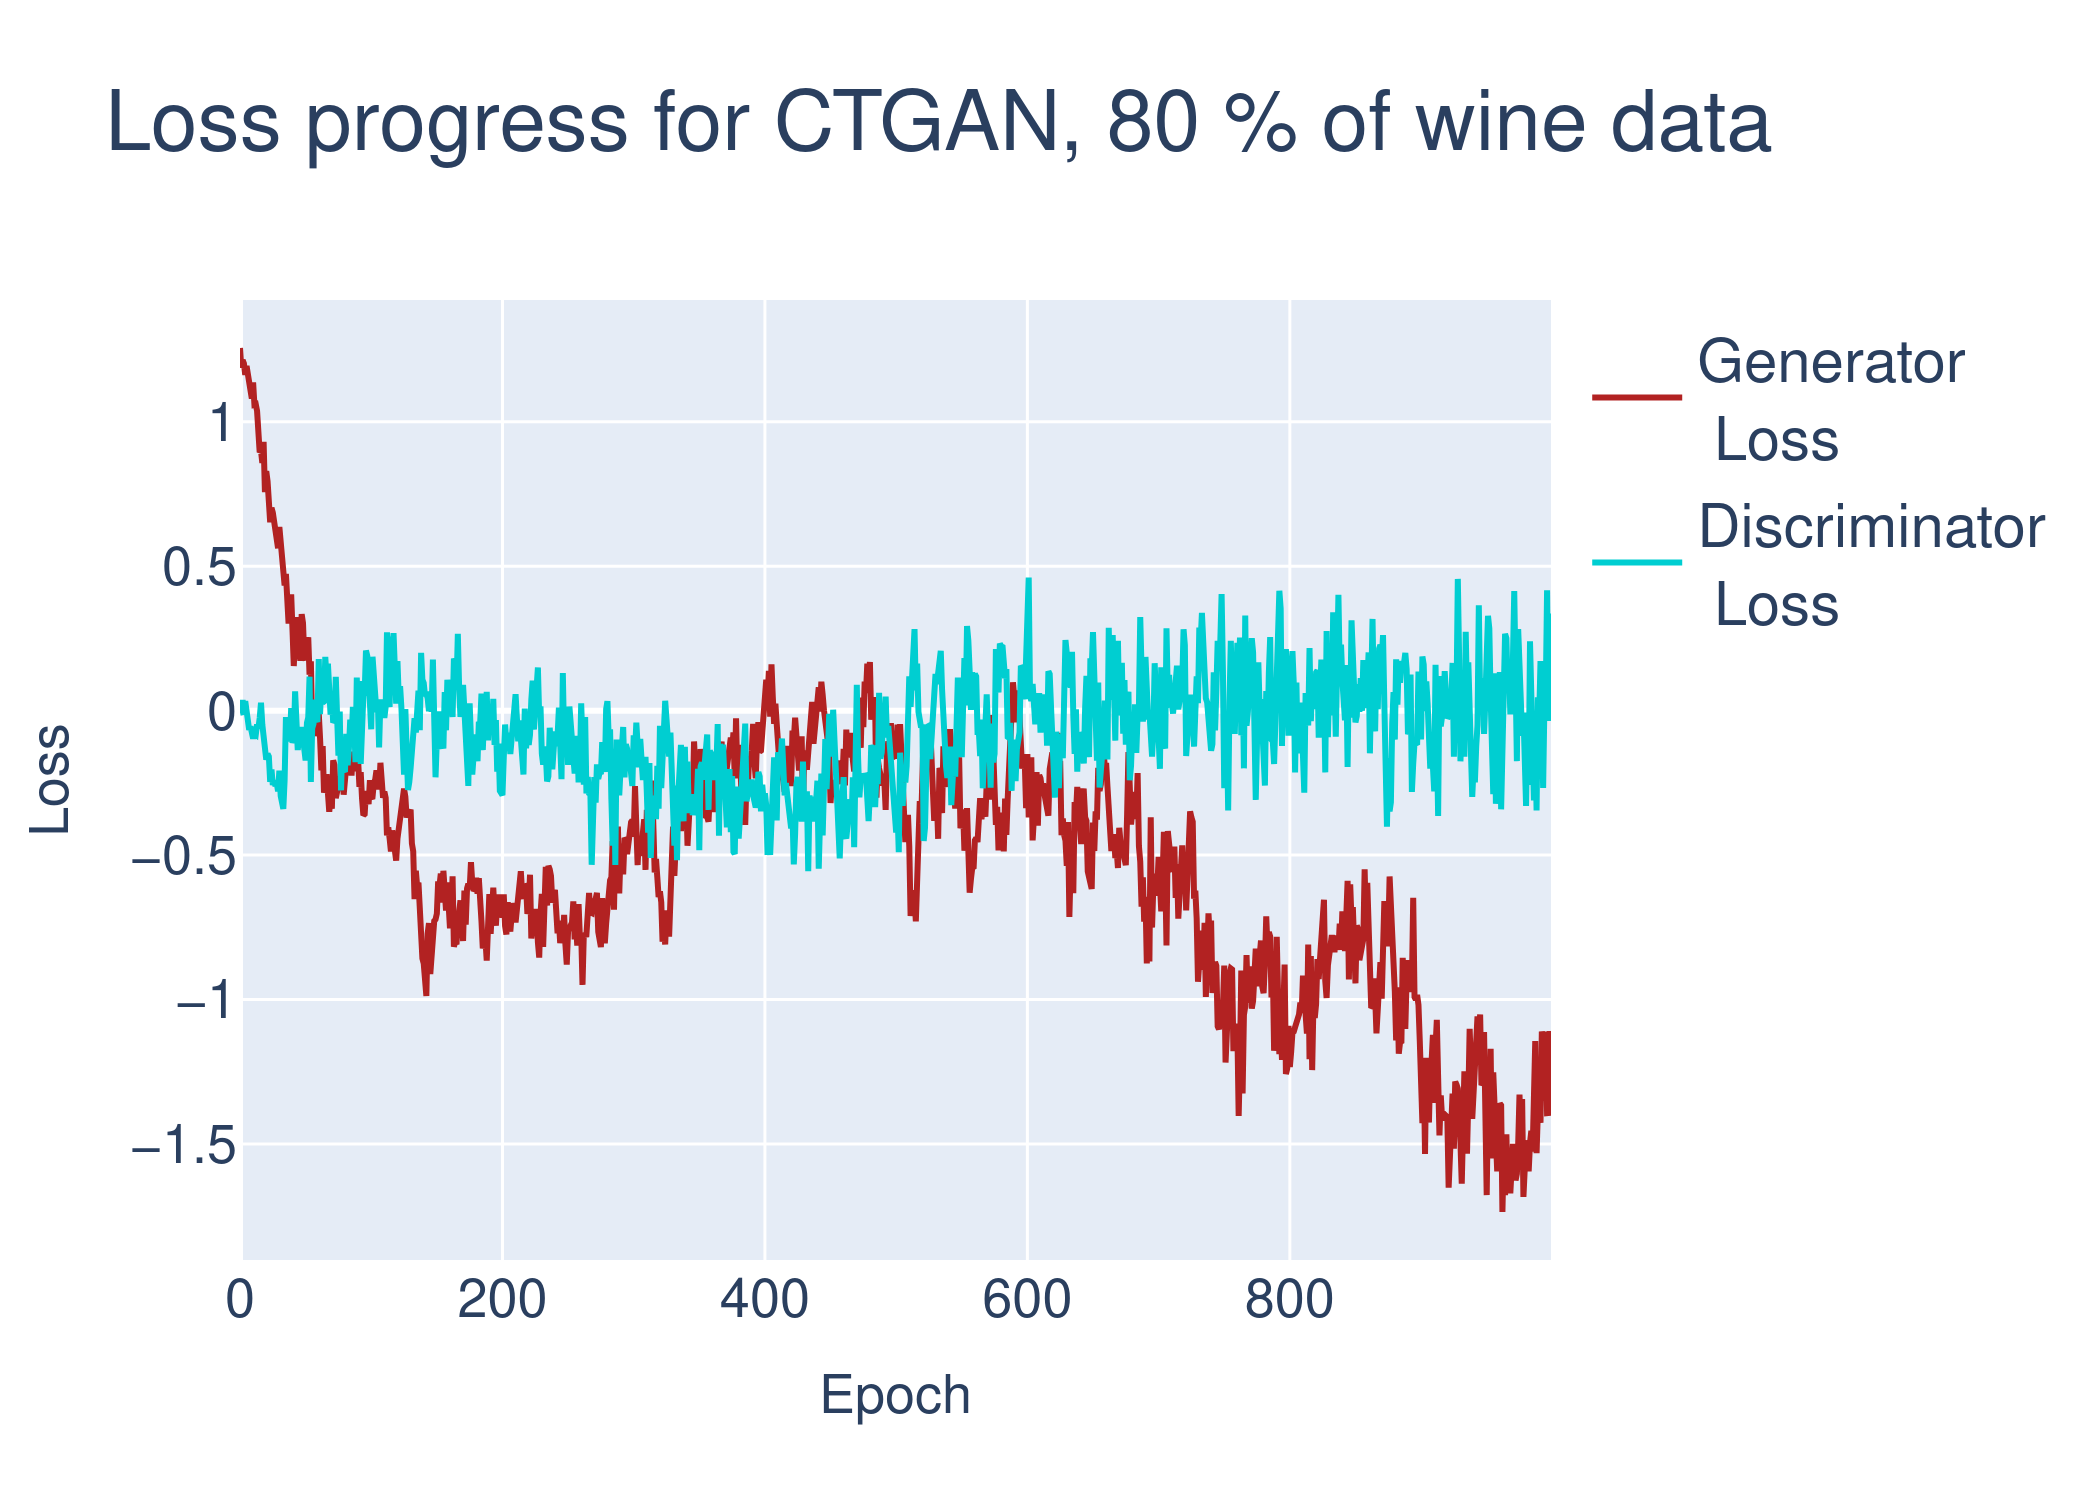 Loss progress for CTGAN, 80 % of wine data
Generator
Loss
Discriminator
Loss
1
0.5
0
−0.5
−1
−1.5
Loss
0 200 400 600 800
Epoch